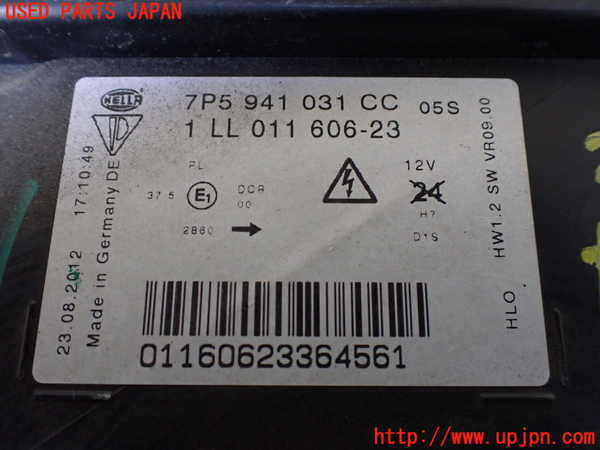 USED PARTS JAPAN
HELLA
7P5 941 031 CC 05S
1 LL 011 606-23
PL
12V
37.5
E1
DCR
00
24
H7
2860
D1S
01160623364561
23.08.2012 17:10:49
Made in Germany DE
HLO HW1.2 SW VR09.00
UPJ
https://www.upjpn.com/